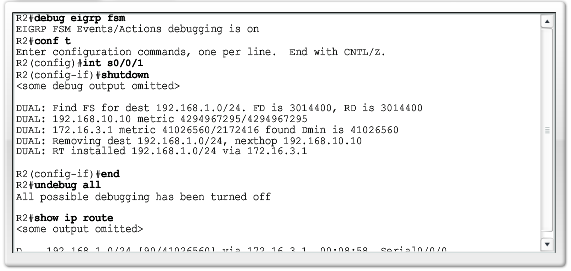 R2#debug eigrp fsm
EIGRP FSM Events/Actions debugging is on
R2#conf t
Enter configuration commands, one per line. End with CNTL/Z.
R2(config)#int s0/0/1
R2(config-if)#shutdown
<some debug output omitted>
DUAL: Find FS for dest 192.168.1.0/24. FD is 3014400, RD is 3014400
DUAL: 192.168.10.10 metric 4294967295/4294967295
DUAL: 172.16.3.1 metric 41026560/2172416 found Dmin is 41026560
DUAL: Removing dest 192.168.1.0/24, nexthop 192.168.10.10
DUAL: RT installed 192.168.1.0/24 via 172.16.3.1
R2(config-if)#end
R2#undebug all
All possible debugging has been turned off
R2#show ip route
<some output omitted>
D 192.168.1.0/24 [90/41026560] via 172.16.3.1, 00:08:58, Serial0/0/0